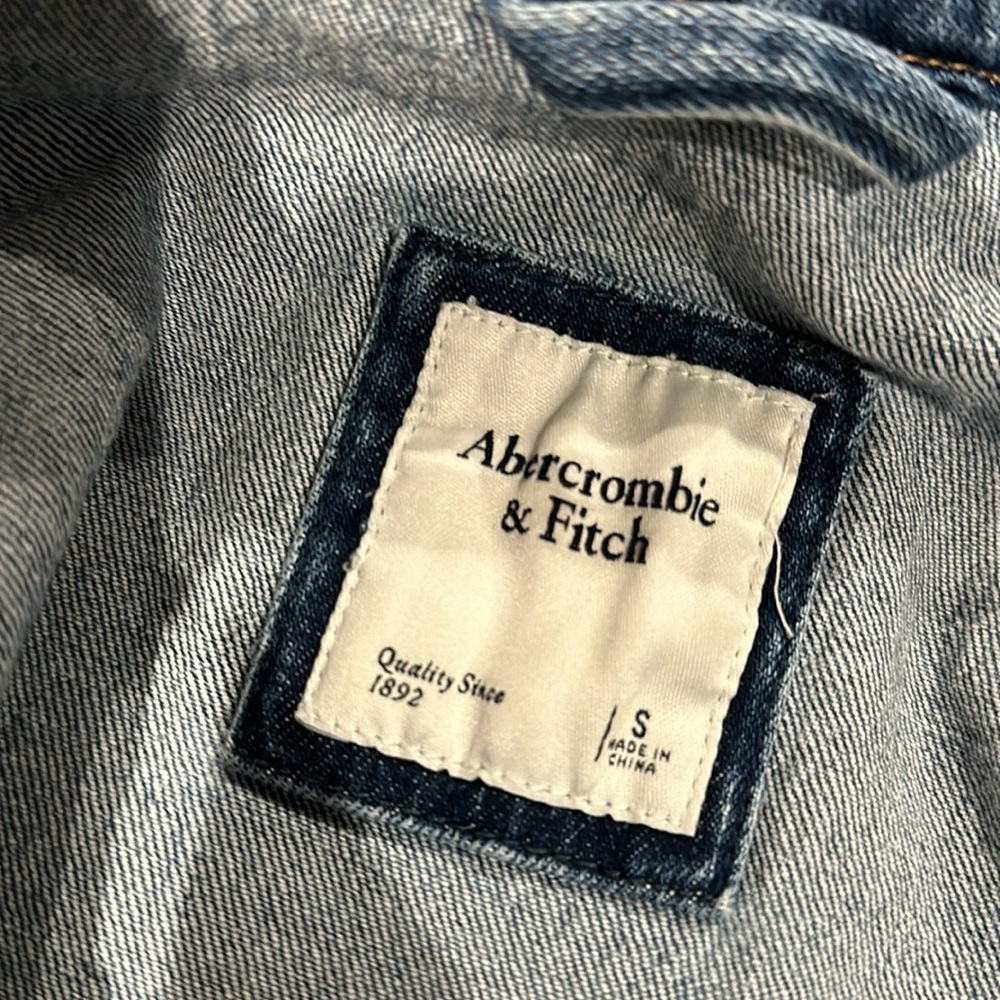 Abercrombie
& Fitch
Quality Since
1892
S
MADE IN
CHINA